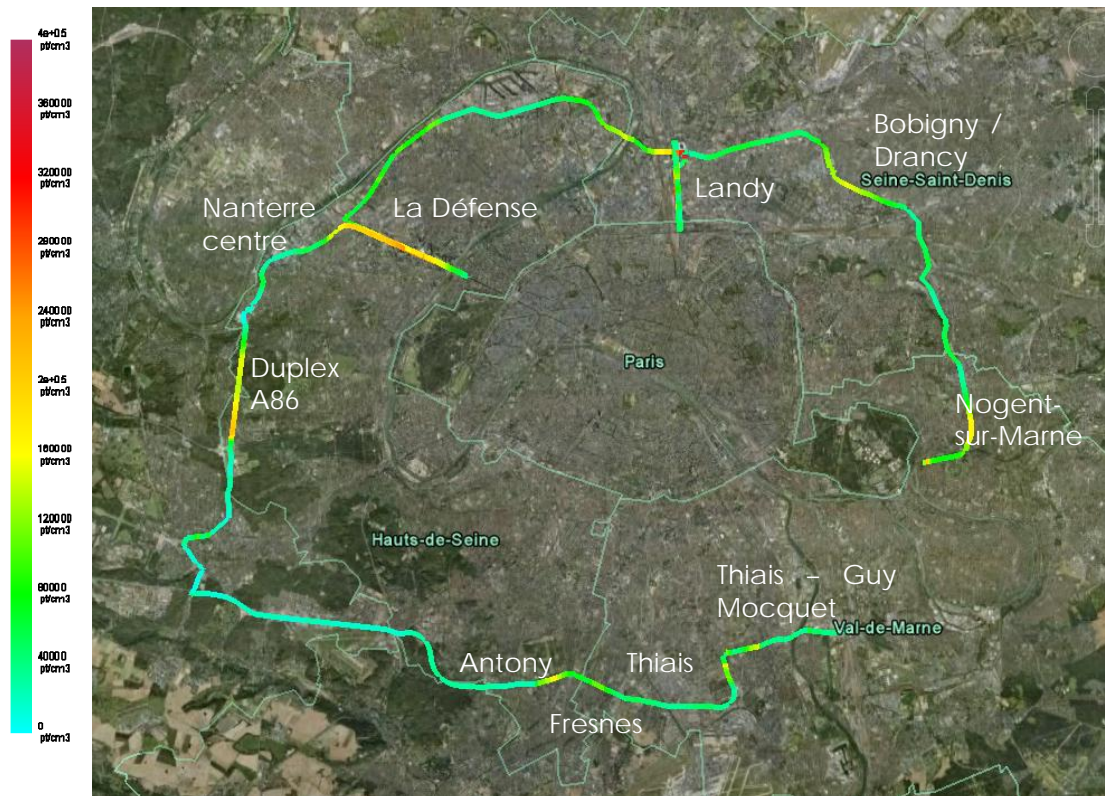 4e+05
pt/cm3
360000
pt/cm3
320000
pt/cm3
280000
pt/cm3
240000
pt/cm3
2e+05
pt/cm3
160000
pt/cm3
120000
pt/cm3
80000
pt/cm3
40000
pt/cm3
0
pt/cm3
Bobigny /
Drancy
Seine-Saint-Denis
Landy
La Défense
Nanterre
centre
Duplex
A86
Paris
Nogent-
sur-Marne
Hauts-de-Seine
Thiais – Guy
Mocquet
Val-de-Marne
Antony
Thiais
Fresnes